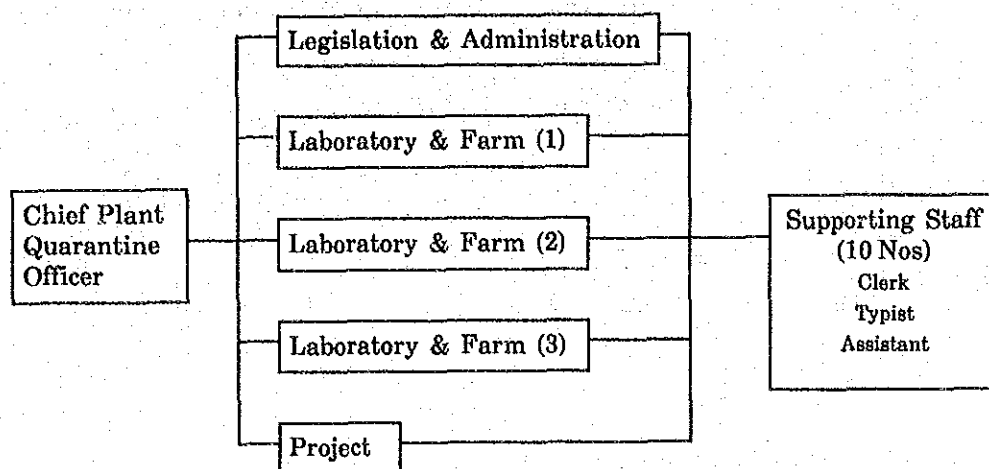 Legislation & Administration
Laboratory & Farm (1)
Chief Plant
Quarantine
Officer
Laboratory & Farm (2)
Laboratory & Farm (3)
Project
Supporting Staff
(10 Nos)
Clerk
Typist
Assistant